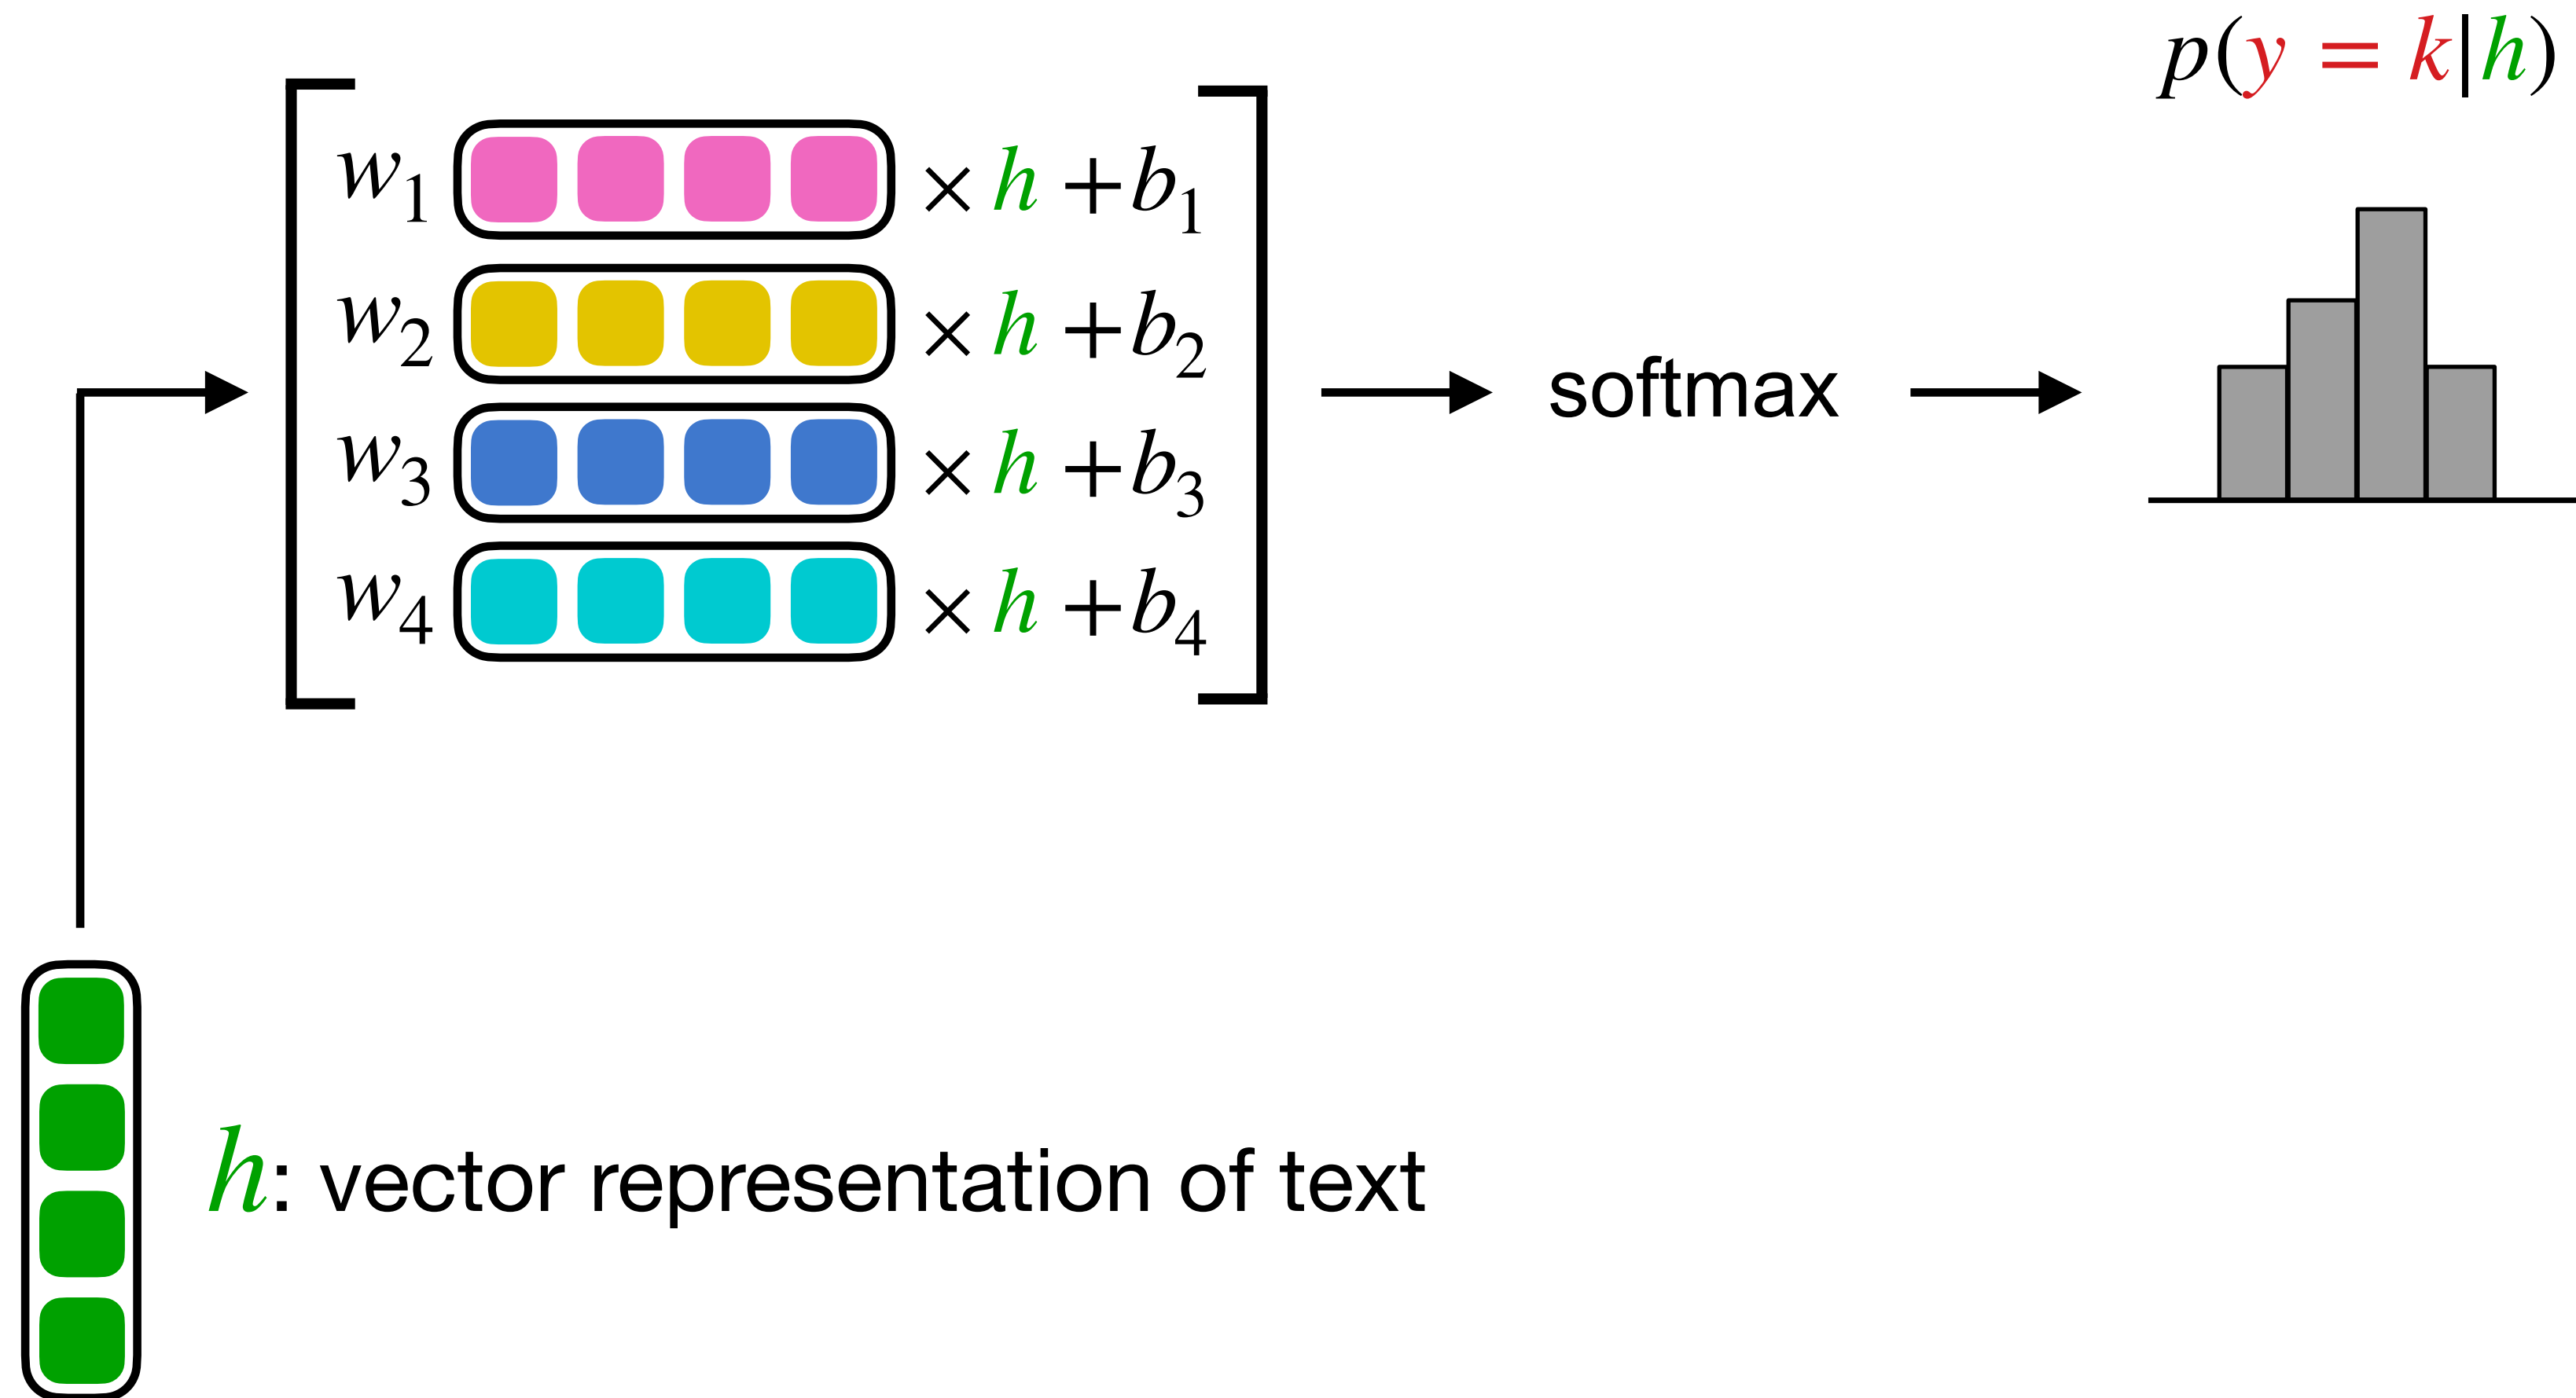 p(y = k|h)
w₁ × h + b₁
w₂ × h + b₂
w₃ × h + b₃
w₄ × h + b₄
softmax
h: vector representation of text